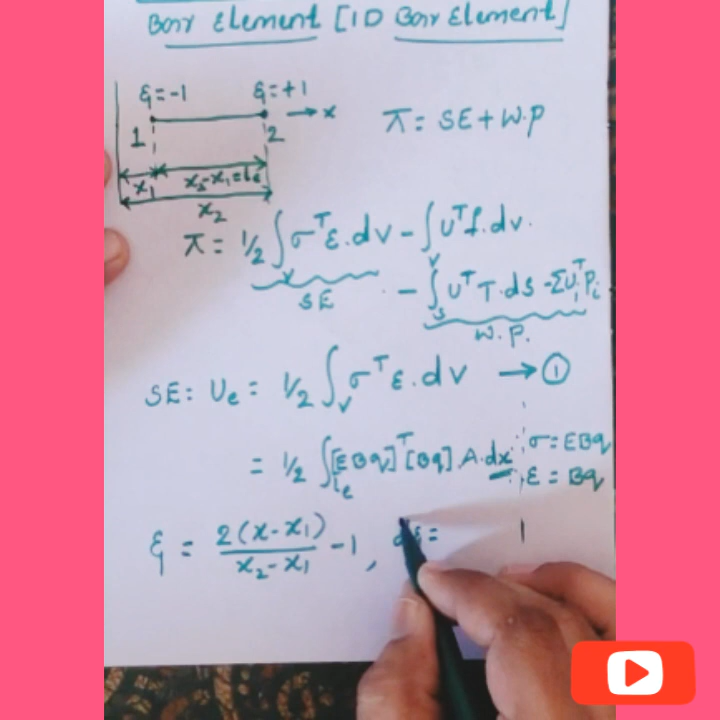 Bar Element [1D Bar Element]
ξ=-1 ξ=+1
→x
1 2
x₁ x₂-x₁=le
x₂
π = SE + W.P
π = 1/2 ∫v σᵀε.dv - ∫v Uᵀf.dv.
SE
- ∫s UᵀT.ds - ΣUᵢᵀPᵢ
W.P.
SE: Ue = 1/2 ∫v σᵀε.dv → ①
= 1/2 ∫le [EBq]ᵀ[Bq] A.dx
σ = EBq
ε = Bq
ξ = 2(x-x₁)/(x₂-x₁) - 1, dξ =